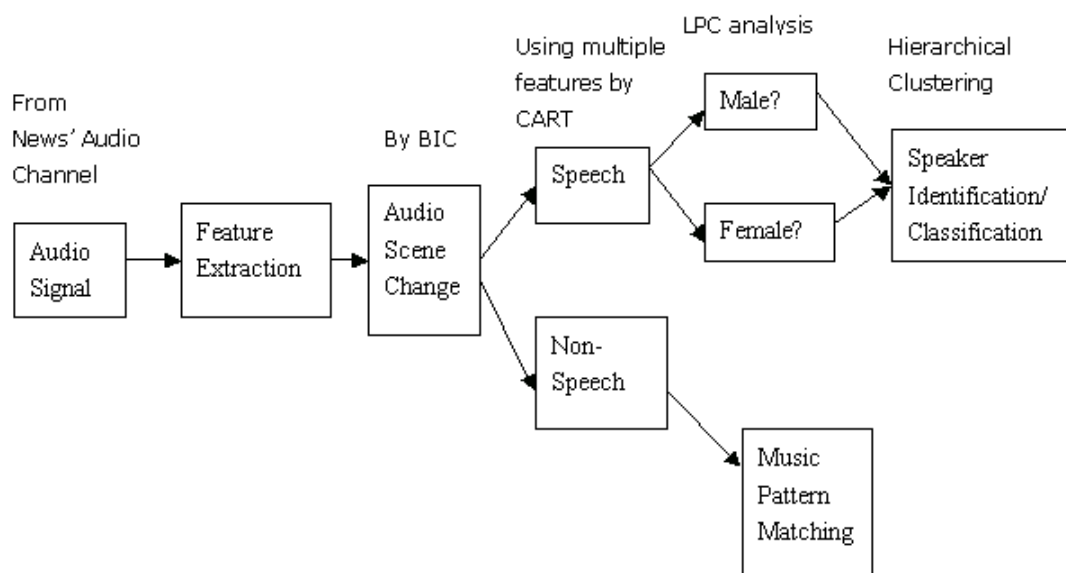 From
News' Audio
Channel
Audio
Signal
Feature
Extraction
By BIC
Audio
Scene
Change
Using multiple
features by
CART
Speech
Non-
Speech
LPC analysis
Male?
Female?
Music
Pattern
Matching
Hierarchical
Clustering
Speaker
Identification/
Classification